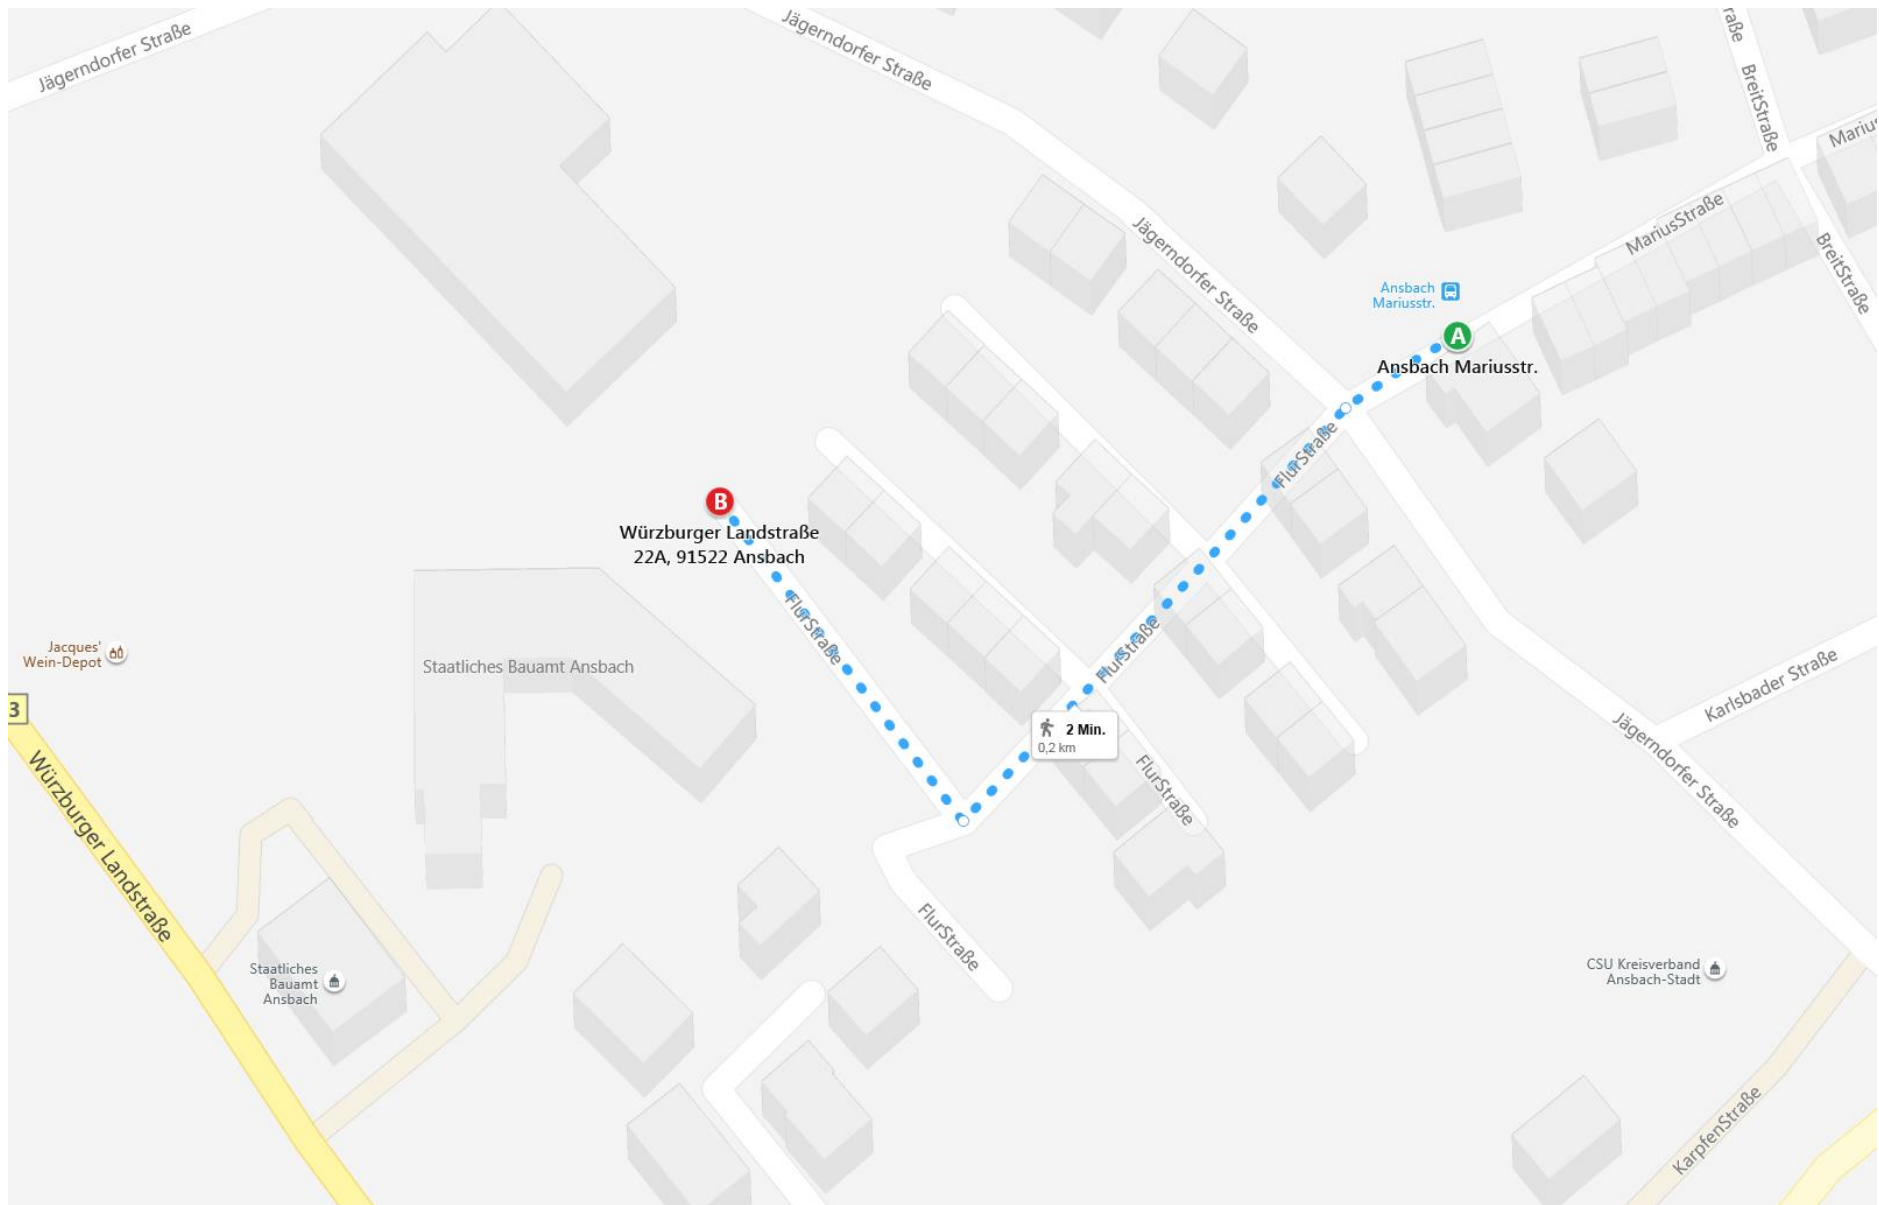 Jägerndorfer Straße
Jägerndorfer Straße
raße
BreitStraße
Marius
MariusStraße
BreitStraße
Jägerndorfer Straße
Ansbach
Mariusstr.
A
Ansbach Mariusstr.
FlurStraße
B
Würzburger Landstraße
22A, 91522 Ansbach
FlurStraße
FlurStraße
Jacques'
Wein-Depot
Staatliches Bauamt Ansbach
Karlsbader Straße
3
2 Min.
0,2 km
FlurStraße
Jägerndorfer Straße
Würzburger Landstraße
FlurStraße
Staatliches
Bauamt
Ansbach
CSU Kreisverband
Ansbach-Stadt
KarpfenStraße